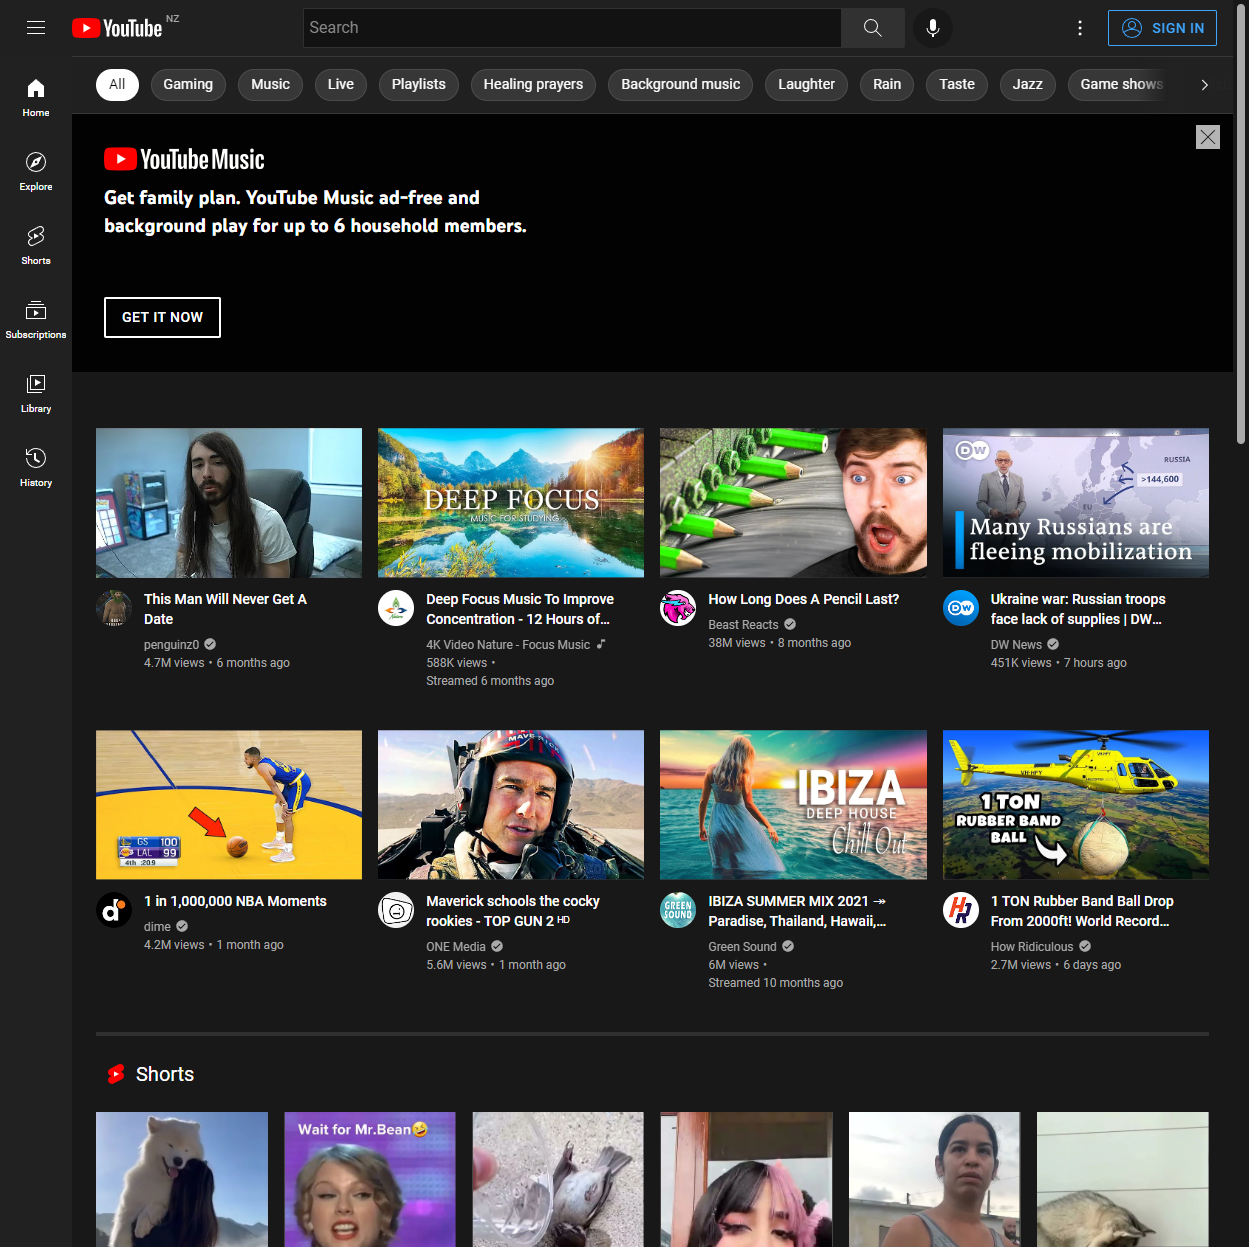 YouTube NZ
Search
SIGN IN
All
Gaming
Music
Live
Playlists
Healing prayers
Background music
Laughter
Rain
Taste
Jazz
Game shows
Home
Explore
Shorts
Subscriptions
Library
History
YouTube Music
Get family plan. YouTube Music ad-free and
background play for up to 6 household members.
GET IT NOW
DEEP FOCUS
MUSIC FOR STUDYING
DW
RUSSIA
>144,600
EU
Many Russians are
fleeing mobilization
This Man Will Never Get A
Date
penguinz0
4.7M views • 6 months ago
Deep Focus Music To Improve
Concentration - 12 Hours of...
4K Video Nature - Focus Music
588K views •
Streamed 6 months ago
How Long Does A Pencil Last?
Beast Reacts
38M views • 8 months ago
DW
Ukraine war: Russian troops
face lack of supplies | DW...
DW News
451K views • 7 hours ago
GS 100
LAL 99
4th :20.9
MAVERICK
IBIZA
DEEP HOUSE
Chill Out
VH-HFY
1 TON
RUBBER BAND
BALL
d
1 in 1,000,000 NBA Moments
dime
4.2M views • 1 month ago
Maverick schools the cocky
rookies - TOP GUN 2 HD
ONE Media
5.6M views • 1 month ago
GREEN
SOUND
IBIZA SUMMER MIX 2021 ↠
Paradise, Thailand, Hawaii,...
Green Sound
6M views •
Streamed 10 months ago
HR
1 TON Rubber Band Ball Drop
From 2000ft! World Record...
How Ridiculous
2.7M views • 6 days ago
Shorts
Wait for Mr.Bean🤣